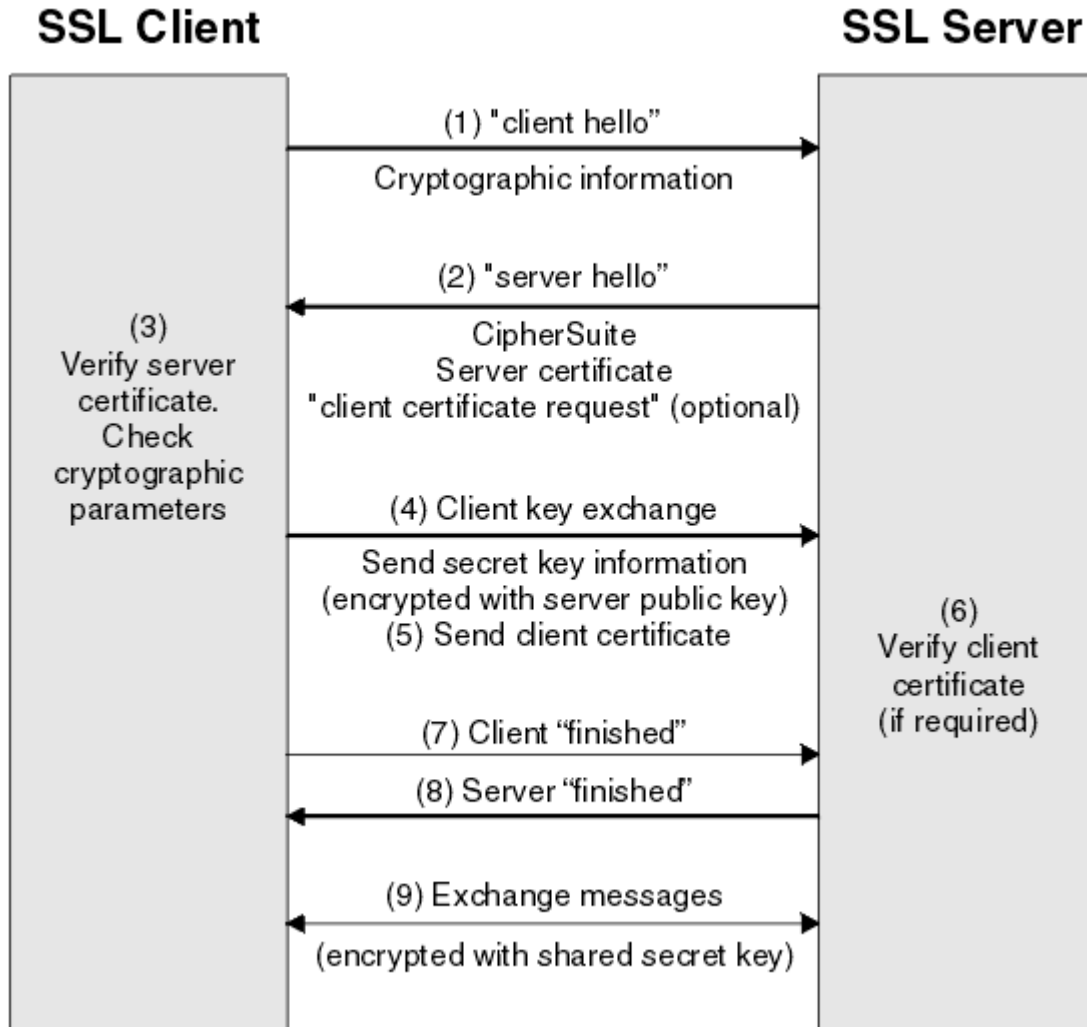 SSL Client
SSL Server
(1) "client hello”
Cryptographic information
(2) "server hello”
CipherSuite
Server certificate
"client certificate request" (optional)
(3)
Verify server
certificate.
Check
cryptographic
parameters
(4) Client key exchange
Send secret key information
(encrypted with server public key)
(5) Send client certificate
(6)
Verify client
certificate
(if required)
(7) Client “finished”
(8) Server “finished”
(9) Exchange messages
(encrypted with shared secret key)